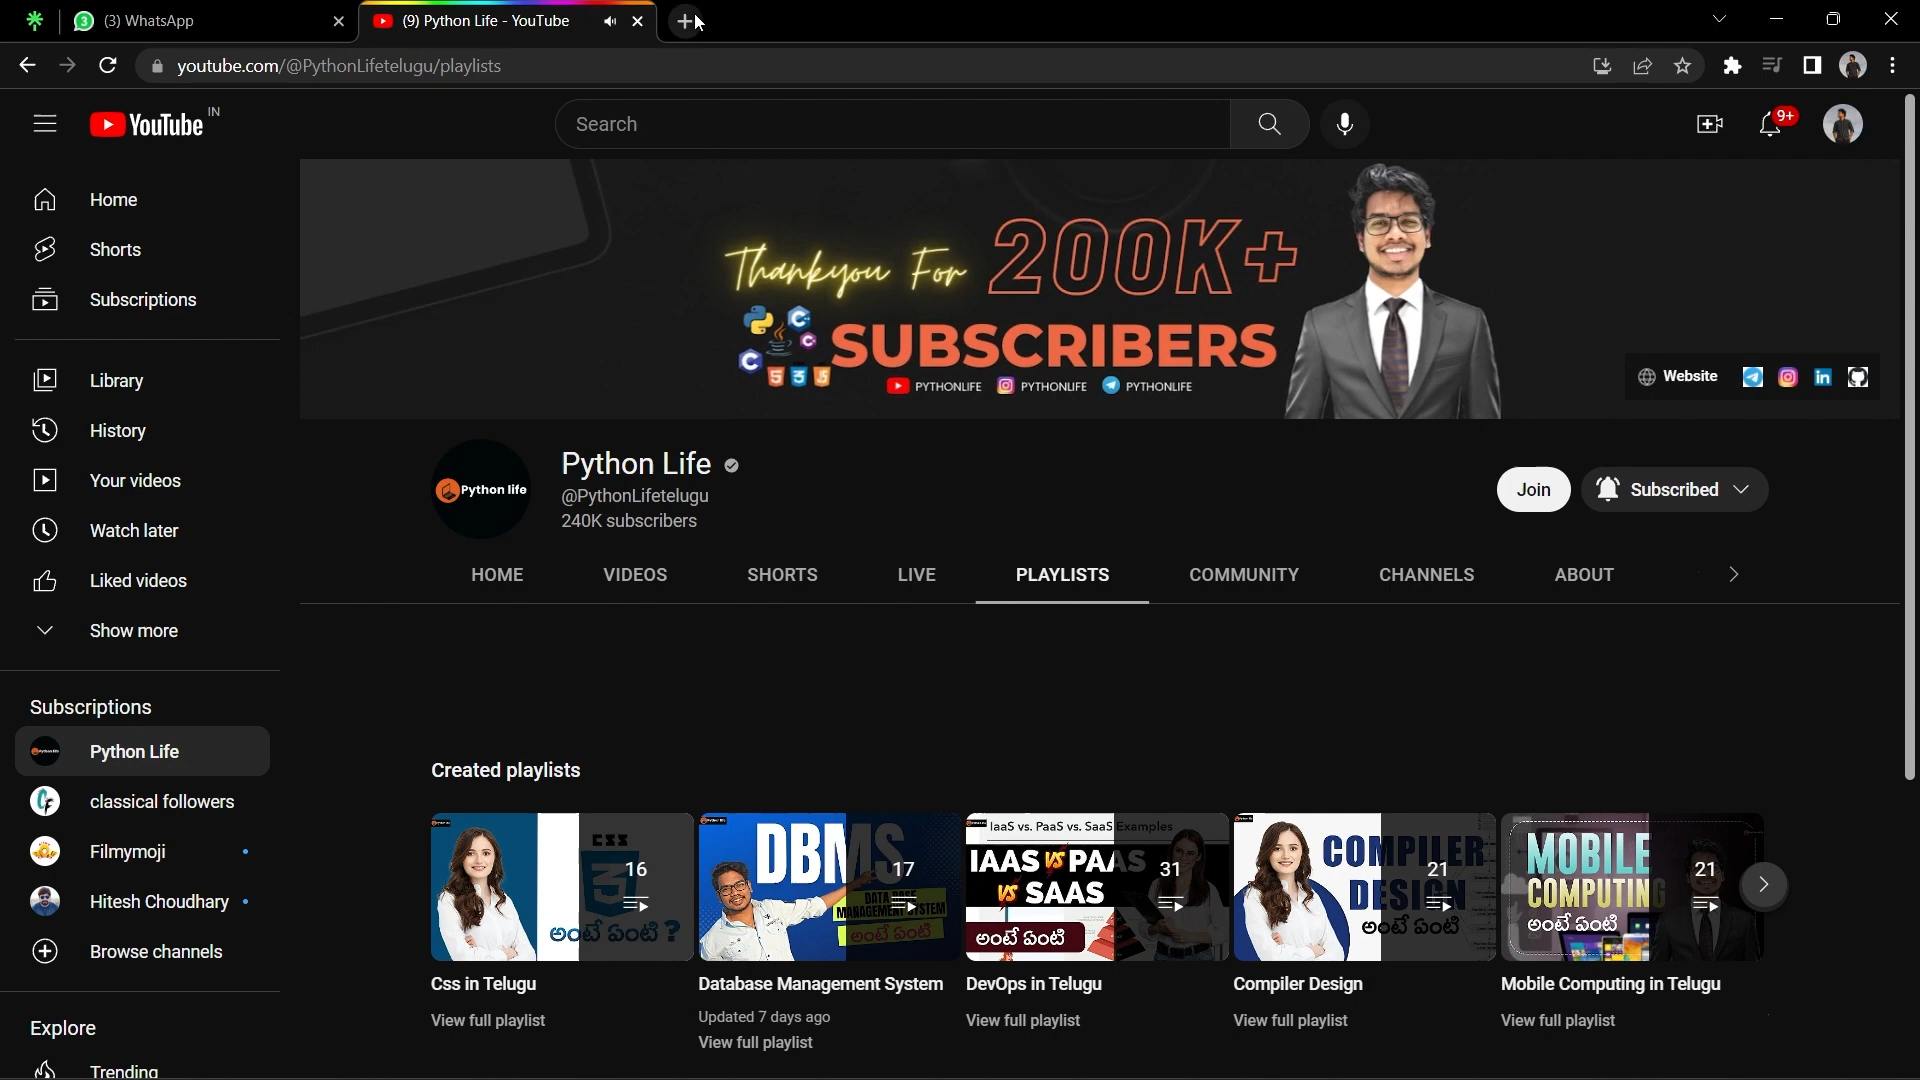 (3) WhatsApp
(9) Python Life - YouTube
youtube.com/@PythonLifetelugu/playlists
YouTube IN
Search
9+
Home
Shorts
Subscriptions
Library
History
Your videos
Watch later
Liked videos
Show more
Subscriptions
Python Life
classical followers
Filmymoji
Hitesh Choudhary
Browse channels
Explore
Trending
Thankyou For 200K+
SUBSCRIBERS
PYTHONLIFE PYTHONLIFE PYTHONLIFE
Website
Python life
Python Life
@PythonLifetelugu
240K subscribers
Join
Subscribed
HOME VIDEOS SHORTS LIVE PLAYLISTS COMMUNITY CHANNELS ABOUT
Created playlists
CSS
16
అంటే ఏంటి ?
DBMS
17
DATA BASE
MANAGEMENT SYSTEM
అంటే ఏంటి
IaaS vs. PaaS vs. SaaS Examples
IAAS VS PAAS
VS SAAS
31
అంటే ఏంటి
COMPILER
DESIGN
21
అంటే ఏంటి
MOBILE
COMPUTING
21
అంటే ఏంటి
Css in Telugu
View full playlist
Database Management System
Updated 7 days ago
View full playlist
DevOps in Telugu
View full playlist
Compiler Design
View full playlist
Mobile Computing in Telugu
View full playlist